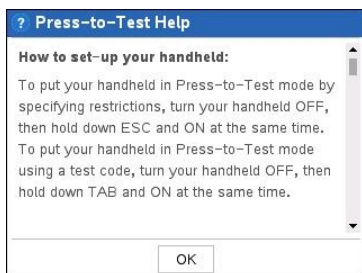 ? Press-to-Test Help
How to set-up your handheld:
To put your handheld in Press-to-Test mode by
specifying restrictions, turn your handheld OFF,
then hold down ESC and ON at the same time.
To put your handheld in Press-to-Test mode
using a test code, turn your handheld OFF, then
hold down TAB and ON at the same time.
OK